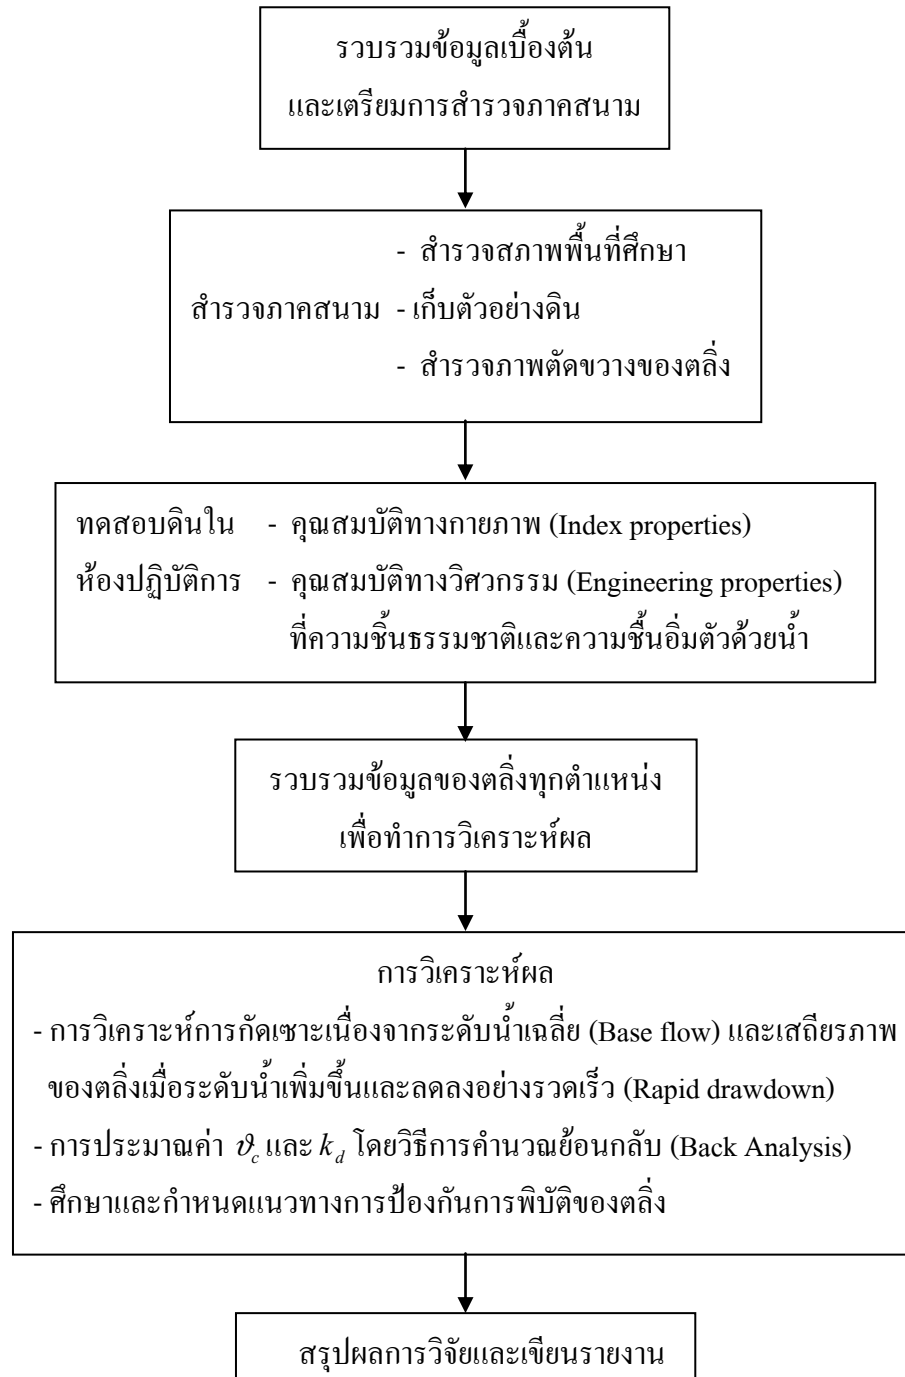 รวบรวมข้อมูลเบื้องต้น
และเตรียมการสำรวจภาคสนาม
- สำรวจสภาพพื้นที่ศึกษา
สำรวจภาคสนาม - เก็บตัวอย่างดิน
- สำรวจภาพตัดขวางของตลิ่ง
ทดสอบดินใน - คุณสมบัติทางกายภาพ (Index properties)
ห้องปฏิบัติการ - คุณสมบัติทางวิศวกรรม (Engineering properties)
ที่ความชิ้นธรรมชาติและความชื้นอิ่มตัวด้วยน้ำ
รวบรวมข้อมูลของตลิ่งทุกตำแหน่ง
เพื่อทำการวิเคราะห์ผล
การวิเคราะห์ผล
- การวิเคราะห์การกัดเซาะเนื่องจากระดับน้ำเฉลี่ย (Base flow) และเสถียรภาพ
ของตลิ่งเมื่อระดับน้ำเพิ่มขึ้นและลดลงอย่างรวดเร็ว (Rapid drawdown)
- การประมาณค่า ϑ_c และ k_d โดยวิธีการคำนวณย้อนกลับ (Back Analysis)
- ศึกษาและกำหนดแนวทางการป้องกันการพิบัติของตลิ่ง
สรุปผลการวิจัยและเขียนรายงาน